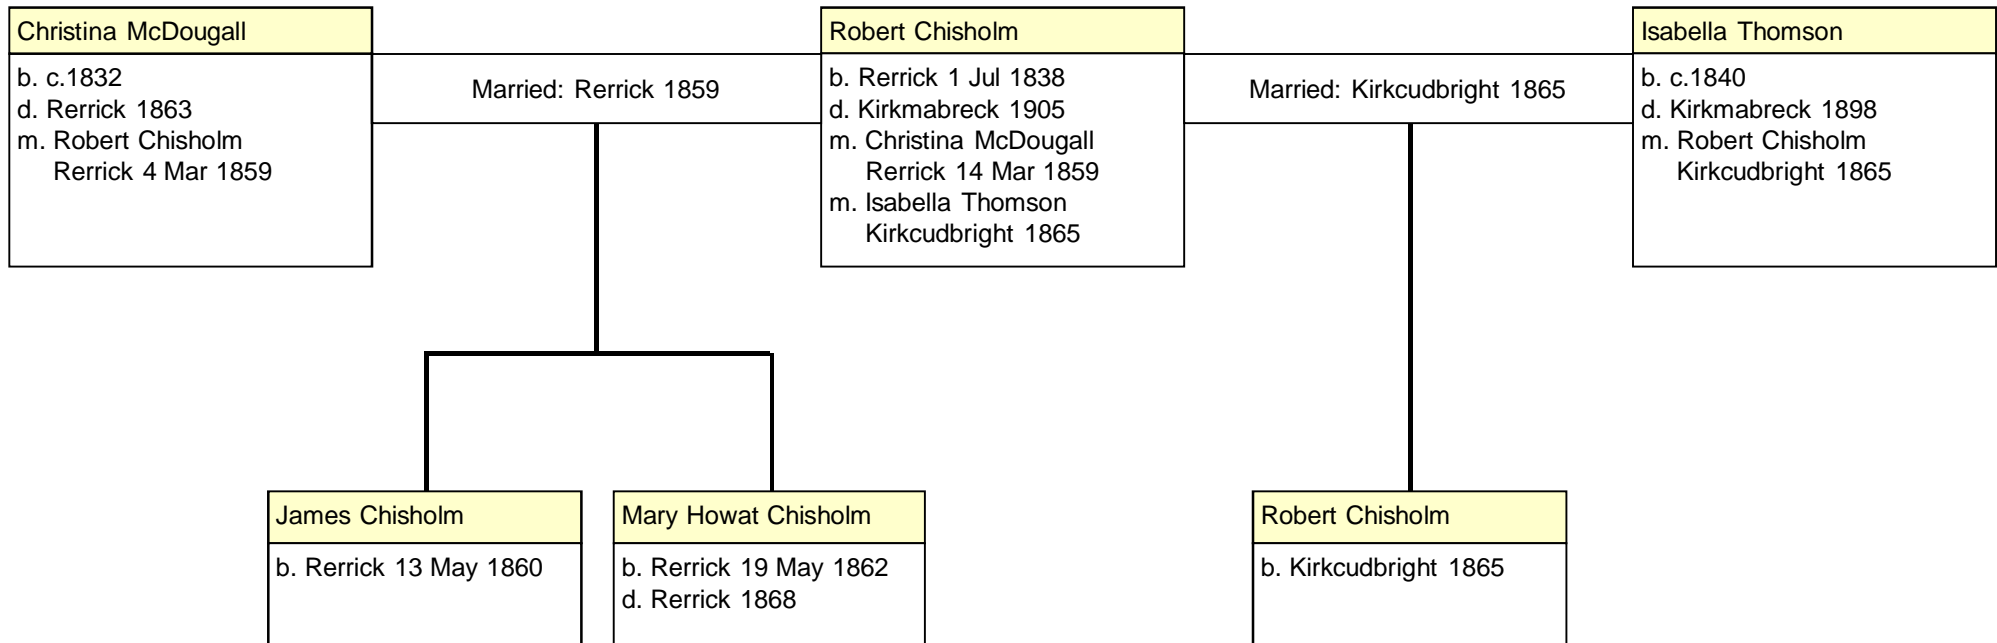 Christina McDougall
b. c.1832
d. Rerrick 1863
m. Robert Chisholm
Rerrick 4 Mar 1859
Married: Rerrick 1859
Robert Chisholm
b. Rerrick 1 Jul 1838
d. Kirkmabreck 1905
m. Christina McDougall
Rerrick 14 Mar 1859
m. Isabella Thomson
Kirkcudbright 1865
Married: Kirkcudbright 1865
Isabella Thomson
b. c.1840
d. Kirkmabreck 1898
m. Robert Chisholm
Kirkcudbright 1865
James Chisholm
b. Rerrick 13 May 1860
Mary Howat Chisholm
b. Rerrick 19 May 1862
d. Rerrick 1868
Robert Chisholm
b. Kirkcudbright 1865